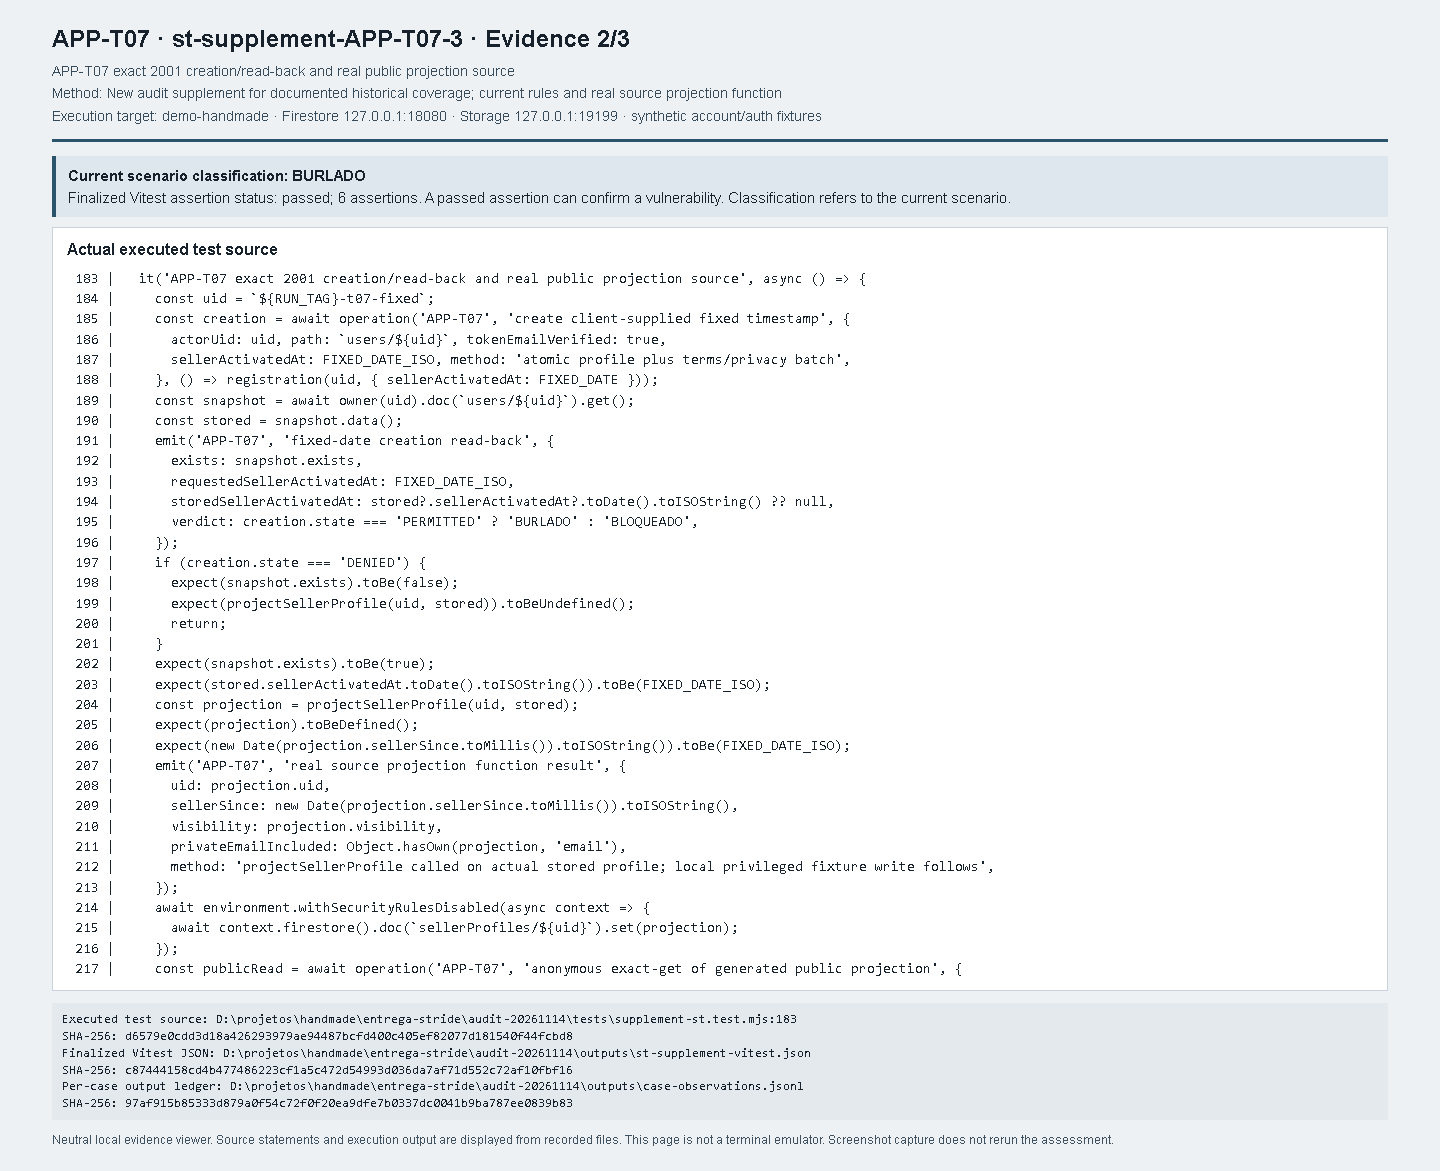 APP-T07 · st-supplement-APP-T07-3 · Evidence 2/3
APP-T07 exact 2001 creation/read-back and real public projection source
Method: New audit supplement for documented historical coverage; current rules and real source projection function
Execution target: demo-handmade · Firestore 127.0.0.1:18080 · Storage 127.0.0.1:19199 · synthetic account/auth fixtures
Current scenario classification: BURLADO
Finalized Vitest assertion status: passed; 6 assertions. A passed assertion can confirm a vulnerability. Classification refers to the current scenario.
Actual executed test source
183 |   it('APP-T07 exact 2001 creation/read-back and real public projection source', async () => {
184 |     const uid = `${RUN_TAG}-t07-fixed`;
185 |     const creation = await operation('APP-T07', 'create client-supplied fixed timestamp', {
186 |       actorUid: uid, path: `users/${uid}`, tokenEmailVerified: true,
187 |       sellerActivatedAt: FIXED_DATE_ISO, method: 'atomic profile plus terms/privacy batch',
188 |     }, () => registration(uid, { sellerActivatedAt: FIXED_DATE }));
189 |     const snapshot = await owner(uid).doc(`users/${uid}`).get();
190 |     const stored = snapshot.data();
191 |     emit('APP-T07', 'fixed-date creation read-back', {
192 |       exists: snapshot.exists,
193 |       requestedSellerActivatedAt: FIXED_DATE_ISO,
194 |       storedSellerActivatedAt: stored?.sellerActivatedAt?.toDate().toISOString() ?? null,
195 |       verdict: creation.state === 'PERMITTED' ? 'BURLADO' : 'BLOQUEADO',
196 |     });
197 |     if (creation.state === 'DENIED') {
198 |       expect(snapshot.exists).toBe(false);
199 |       expect(projectSellerProfile(uid, stored)).toBeUndefined();
200 |       return;
201 |     }
202 |     expect(snapshot.exists).toBe(true);
203 |     expect(stored.sellerActivatedAt.toDate().toISOString()).toBe(FIXED_DATE_ISO);
204 |     const projection = projectSellerProfile(uid, stored);
205 |     expect(projection).toBeDefined();
206 |     expect(new Date(projection.sellerSince.toMillis()).toISOString()).toBe(FIXED_DATE_ISO);
207 |     emit('APP-T07', 'real source projection function result', {
208 |       uid: projection.uid,
209 |       sellerSince: new Date(projection.sellerSince.toMillis()).toISOString(),
210 |       visibility: projection.visibility,
211 |       privateEmailIncluded: Object.hasOwn(projection, 'email'),
212 |       method: 'projectSellerProfile called on actual stored profile; local privileged fixture write follows',
213 |     });
214 |     await environment.withSecurityRulesDisabled(async context => {
215 |       await context.firestore().doc(`sellerProfiles/${uid}`).set(projection);
216 |     });
217 |     const publicRead = await operation('APP-T07', 'anonymous exact-get of generated public projection', {
Executed test source: D:\projetos\handmade\entrega-stride\audit-20261114\tests\supplement-st.test.mjs:183
SHA-256: d6579e0cdd3d18a426293979ae94487bcfd400c405ef82077d181540f44fcbd8
Finalized Vitest JSON: D:\projetos\handmade\entrega-stride\audit-20261114\outputs\st-supplement-vitest.json
SHA-256: c87444158cd4b477486223cf1a5c472d54993d036da7af71d552c72af10fbf16
Per-case output ledger: D:\projetos\handmade\entrega-stride\audit-20261114\outputs\case-observations.jsonl
SHA-256: 97af915b85333d879a0f54c72f0f20ea9dfe7b0337dc0041b9ba787ee0839b83
Neutral local evidence viewer. Source statements and execution output are displayed from recorded files. This page is not a terminal emulator. Screenshot capture does not rerun the assessment.